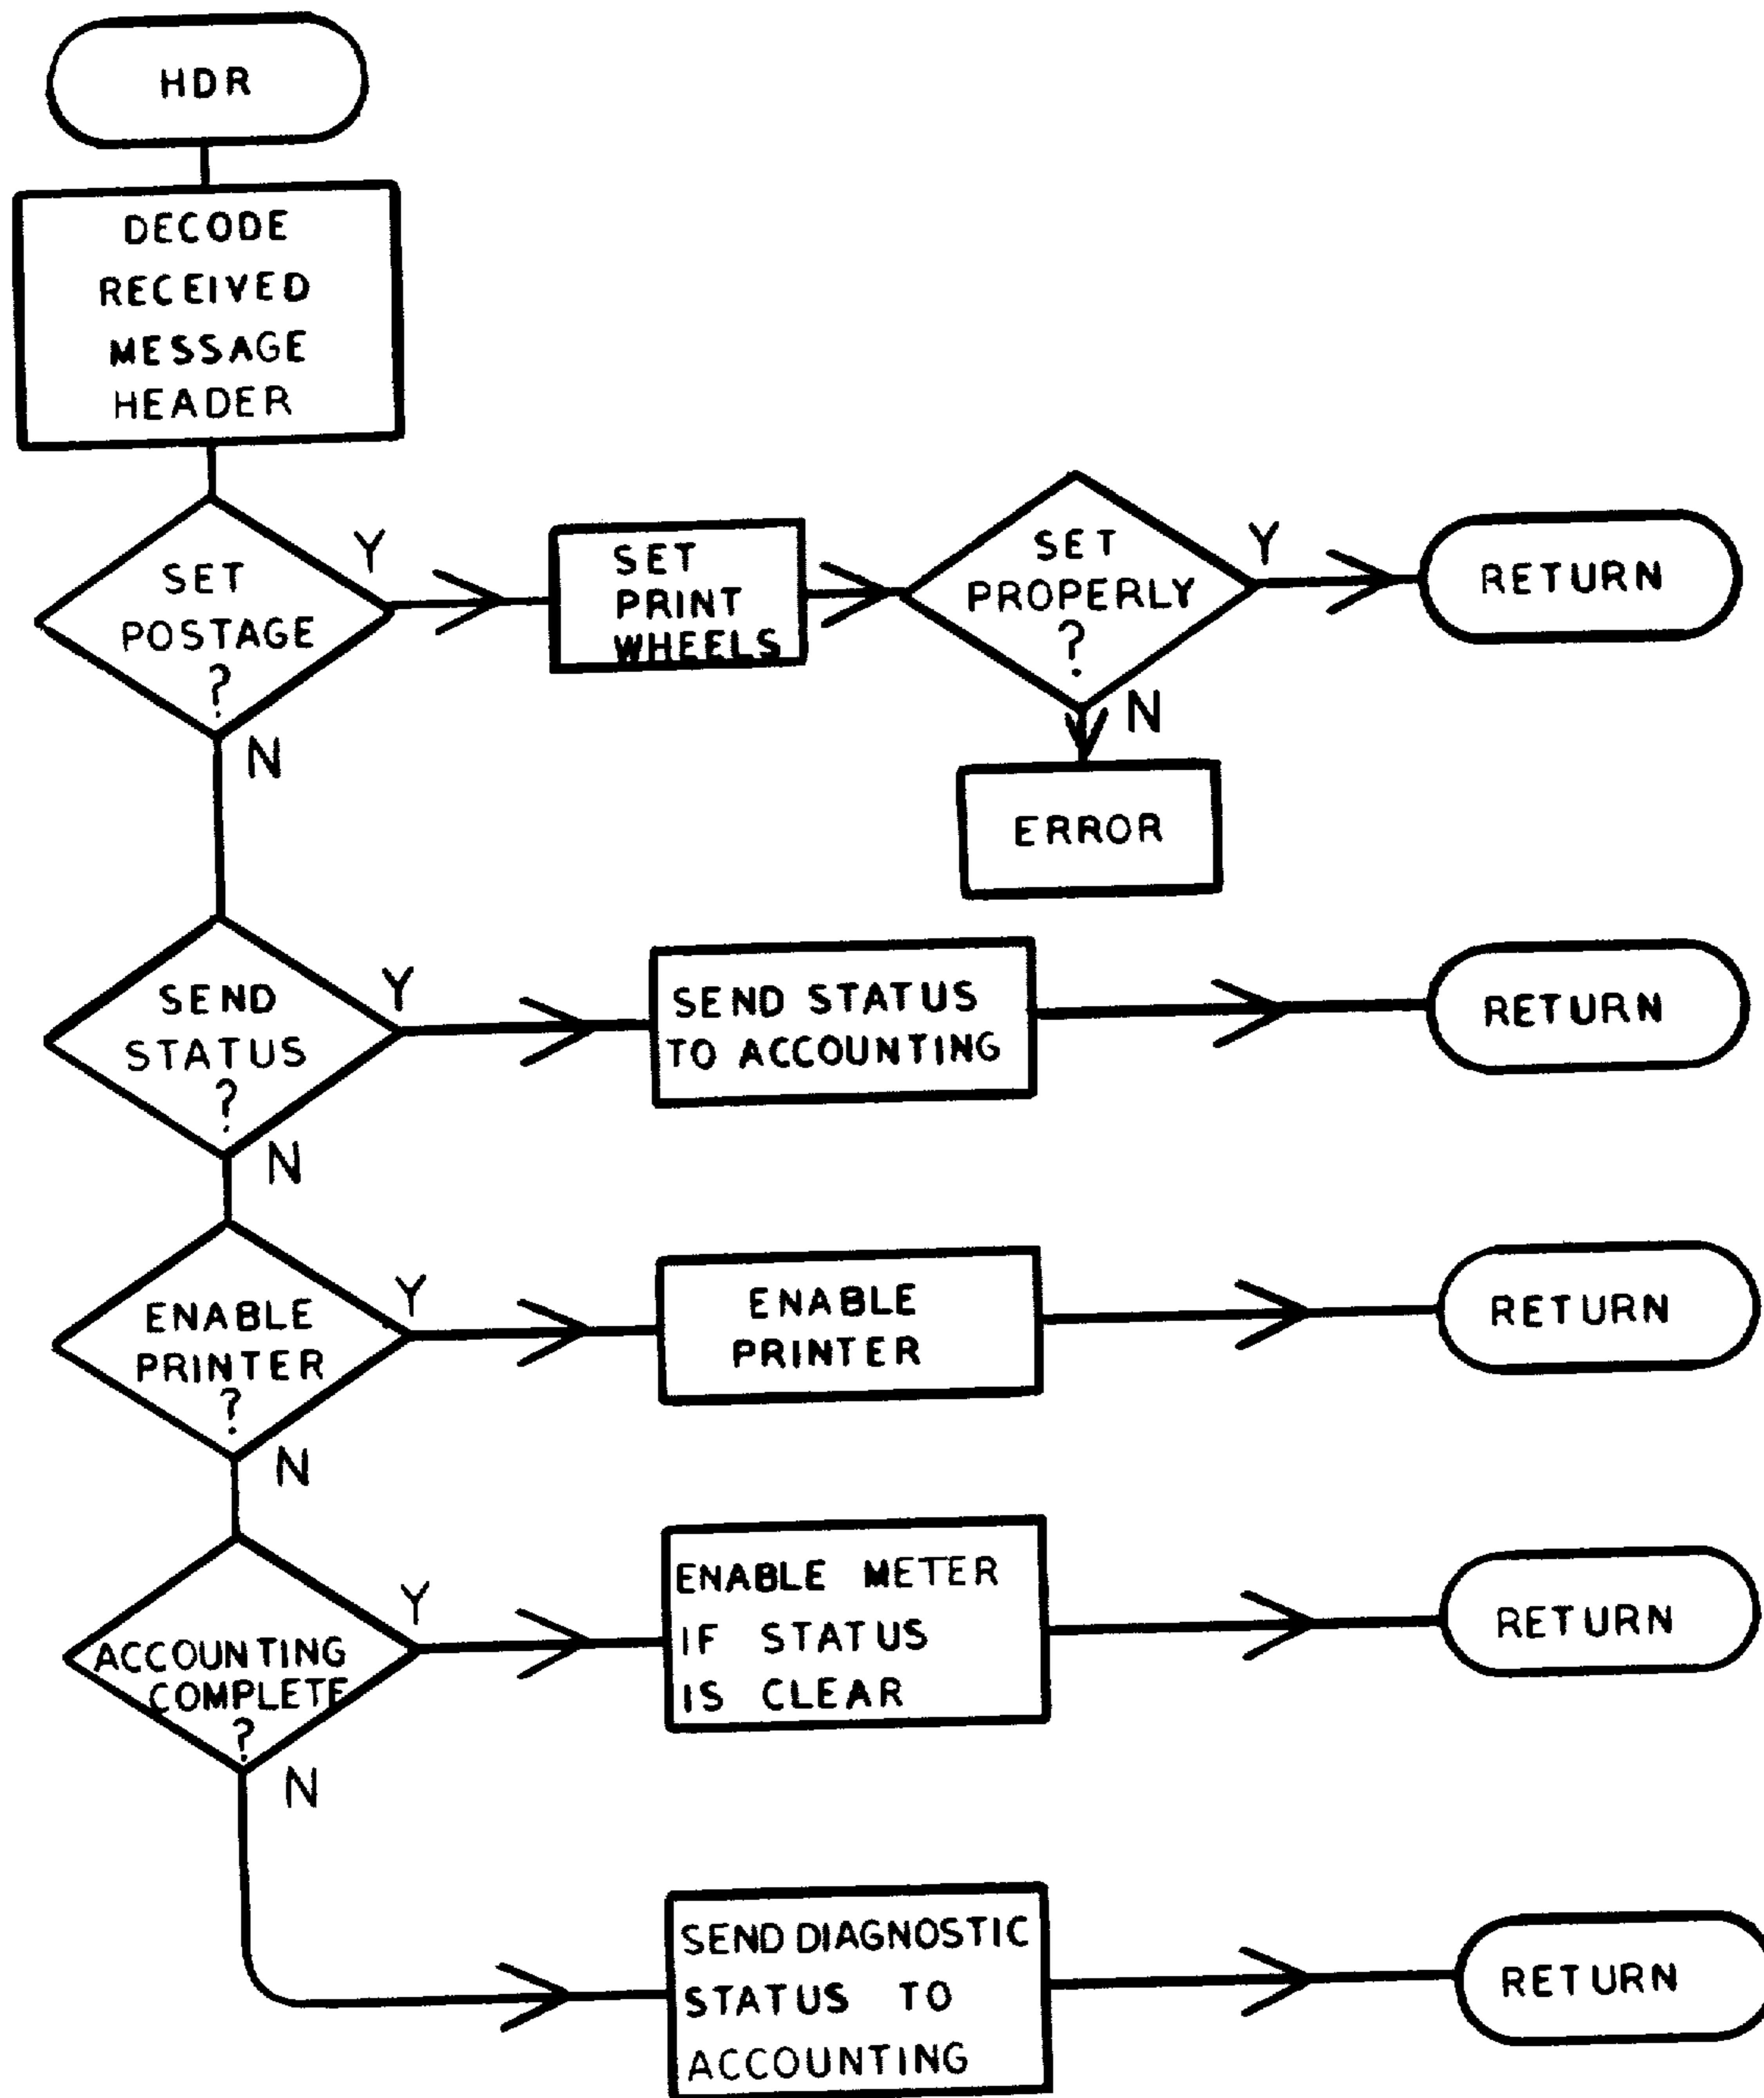 HDR
DECODE
RECEIVED
MESSAGE
HEADER
SET
POSTAGE
?
Y
N
SET
PRINT
WHEELS
SET
PROPERLY
?
Y
N
RETURN
ERROR
SEND
STATUS
?
Y
N
SEND STATUS
TO ACCOUNTING
RETURN
ENABLE
PRINTER
?
Y
N
ENABLE
PRINTER
RETURN
ACCOUNTING
COMPLETE
?
Y
N
ENABLE METER
IF STATUS
IS CLEAR
RETURN
SEND DIAGNOSTIC
STATUS TO
ACCOUNTING
RETURN